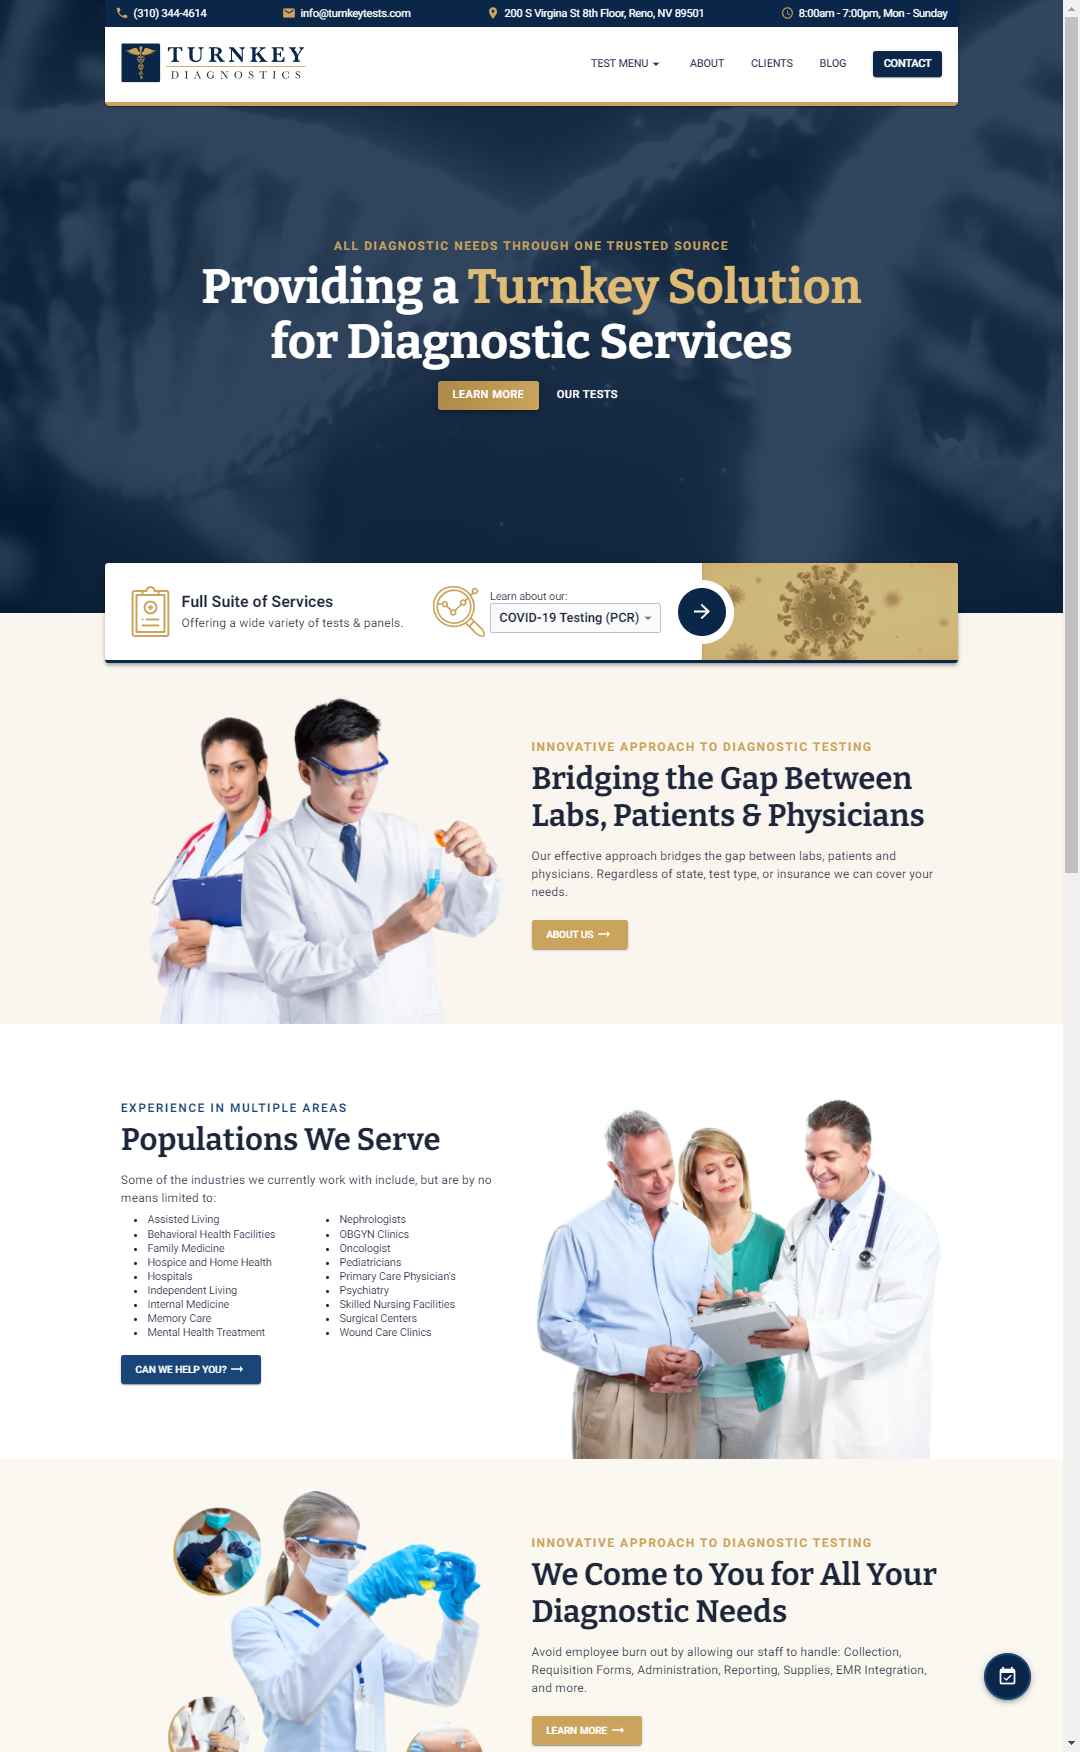 (310) 344-4614
info@turnkeytests.com
200 S Virgina St 8th Floor, Reno, NV 89501
8:00am - 7:00pm, Mon - Sunday
TURNKEY
DIAGNOSTICS
TEST MENU
ABOUT
CLIENTS
BLOG
CONTACT
ALL DIAGNOSTIC NEEDS THROUGH ONE TRUSTED SOURCE
Providing a Turnkey Solution
for Diagnostic Services
LEARN MORE
OUR TESTS
Full Suite of Services
Offering a wide variety of tests & panels.
Learn about our:
COVID-19 Testing (PCR)
INNOVATIVE APPROACH TO DIAGNOSTIC TESTING
Bridging the Gap Between
Labs, Patients & Physicians
Our effective approach bridges the gap between labs, patients and
physicians. Regardless of state, test type, or insurance we can cover your
needs.
ABOUT US
EXPERIENCE IN MULTIPLE AREAS
Populations We Serve
Some of the industries we currently work with include, but are by no
means limited to:
Assisted Living
Behavioral Health Facilities
Family Medicine
Hospice and Home Health
Hospitals
Independent Living
Internal Medicine
Memory Care
Mental Health Treatment
Nephrologists
OBGYN Clinics
Oncologist
Pediatricians
Primary Care Physician's
Psychiatry
Skilled Nursing Facilities
Surgical Centers
Wound Care Clinics
CAN WE HELP YOU?
INNOVATIVE APPROACH TO DIAGNOSTIC TESTING
We Come to You for All Your
Diagnostic Needs
Avoid employee burn out by allowing our staff to handle: Collection,
Requisition Forms, Administration, Reporting, Supplies, EMR Integration,
and more.
LEARN MORE